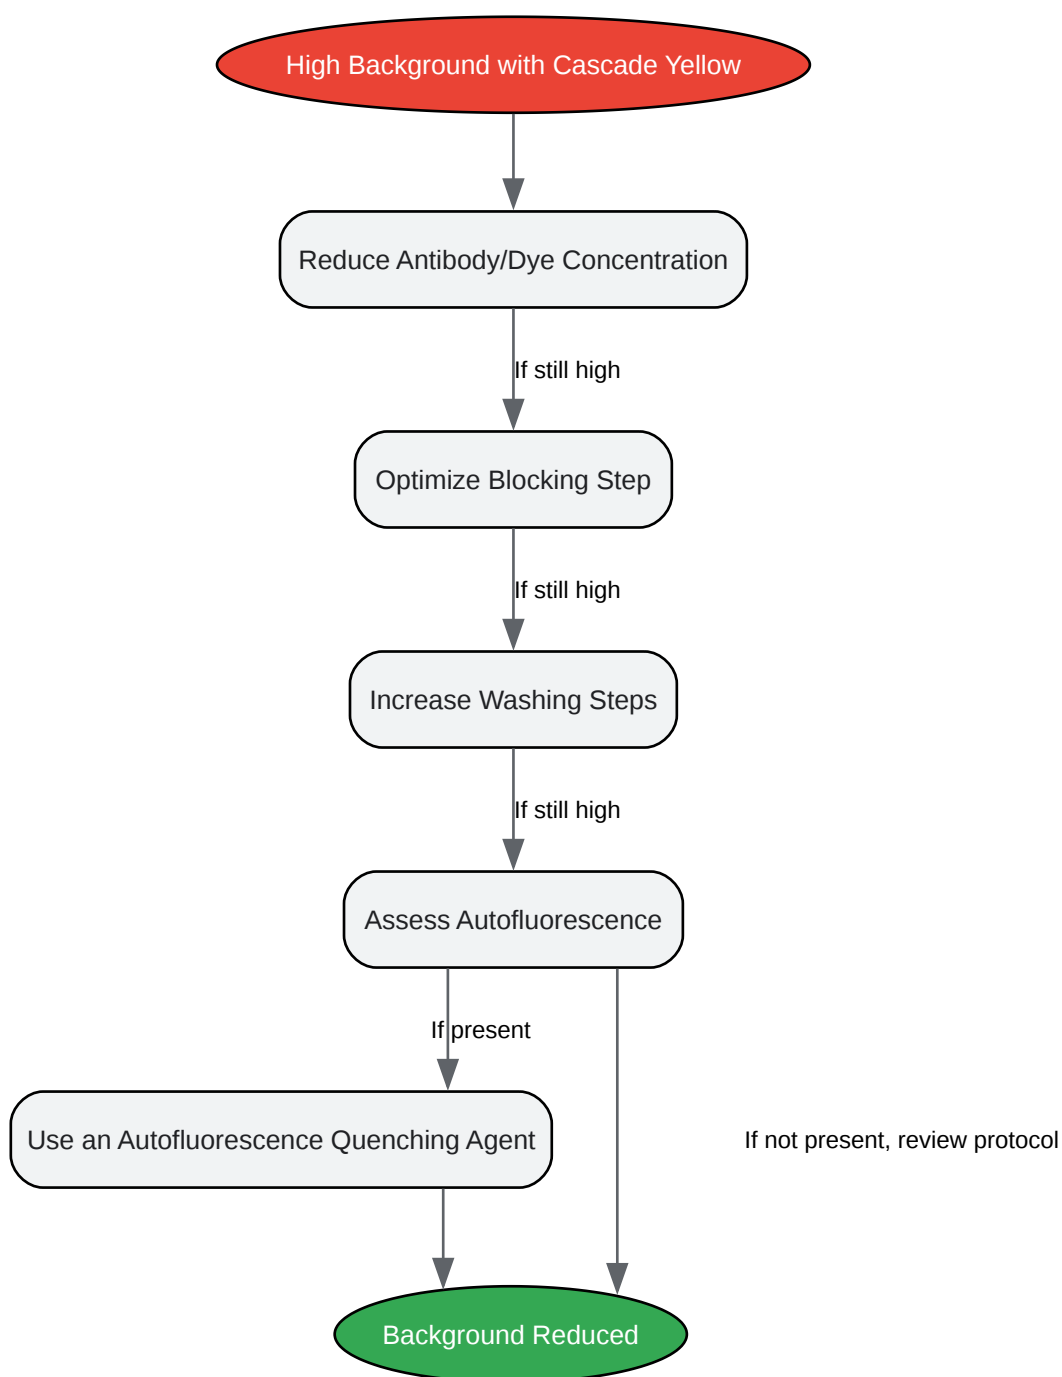 High Background with Cascade Yellow
Reduce Antibody/Dye Concentration
If still high
Optimize Blocking Step
If still high
Increase Washing Steps
If still high
Assess Autofluorescence
If present
Use an Autofluorescence Quenching Agent
If not present, review protocol
Background Reduced